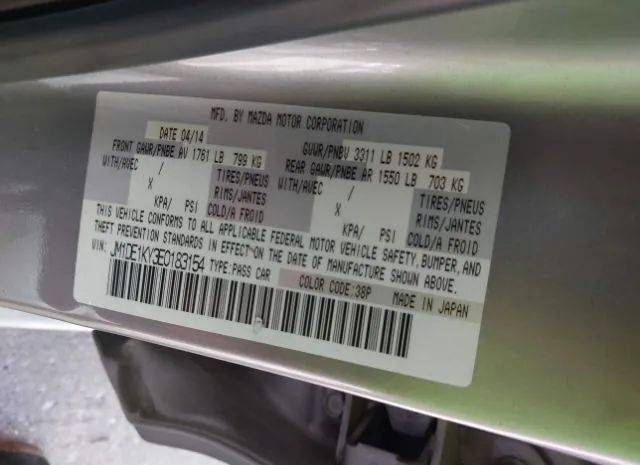 MFD. BY MAZDA MOTOR CORPORATION
DATE 04/14 GVWR/PNBV 3311 LB 1502 KG
FRONT GAWR/PNBE AV 1761 LB 799 KG REAR GAWR/PNBE AR 1550 LB 703 KG
WITH/AVEC / TIRES/PNEUS WITH/AVEC / TIRES/PNEUS
X RIMS/JANTES X RIMS/JANTES
KPA/ PSI COLD/A FROID KPA/ PSI COLD/A FROID
THIS VEHICLE CONFORMS TO ALL APPLICABLE FEDERAL MOTOR VEHICLE SAFETY, BUMPER, AND
THEFT PREVENTION STANDARDS IN EFFECT ON THE DATE OF MANUFACTURE SHOWN ABOVE.
VIN: JM1DE1KY3E0183154 TYPE:PASS CAR
COLOR CODE:38P MADE IN JAPAN